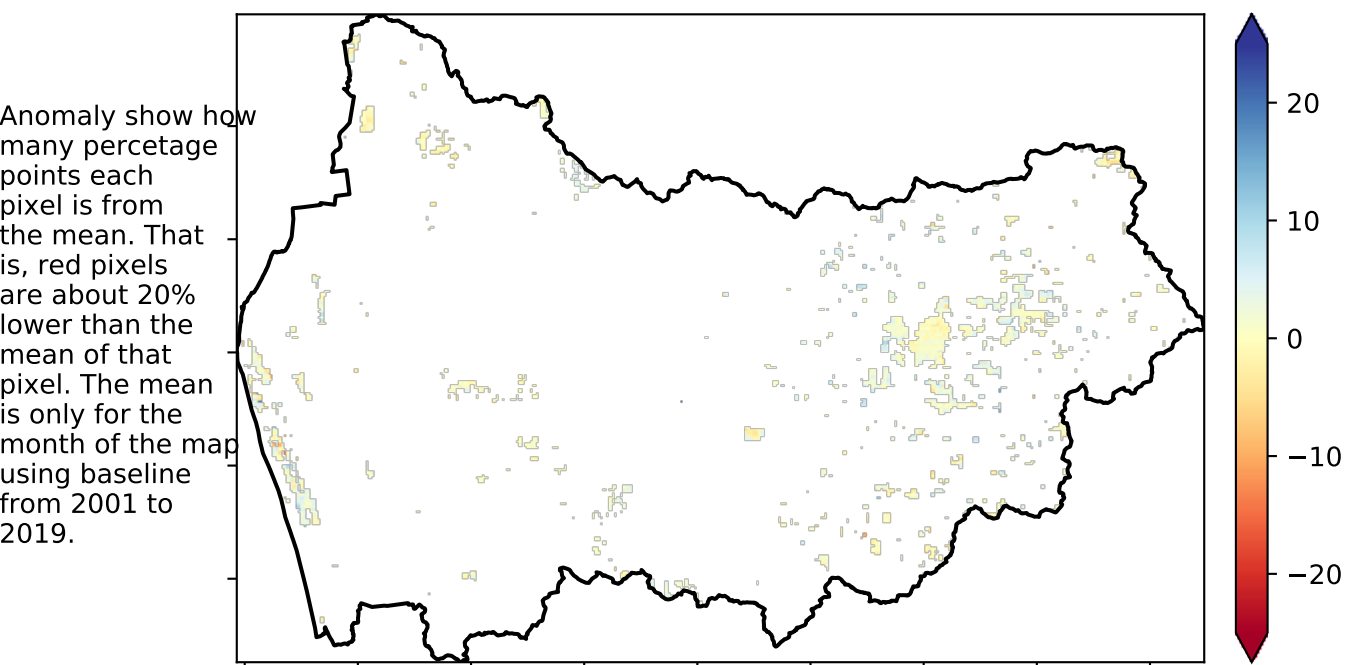 Anomaly show how
many percetage
points each
pixel is from
the mean. That
is, red pixels
are about 20%
lower than the
mean of that
pixel. The mean
is only for the
month of the map
using baseline
from 2001 to
2019.
20
10
0
−10
−20